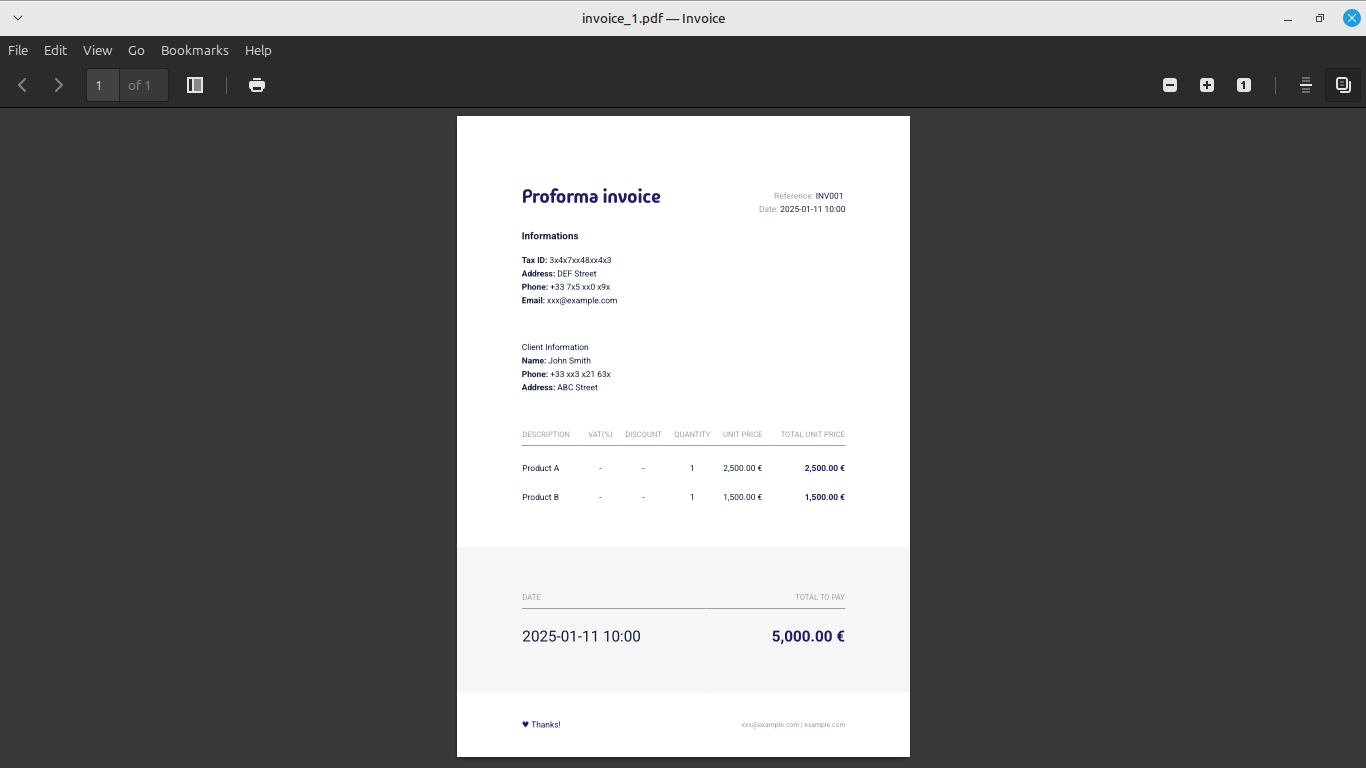 invoice_1.pdf — Invoice
File Edit View Go Bookmarks Help
1 of 1 1
Proforma invoice
Reference: INV001
Date: 2025-01-11 10:00
Informations
Tax ID: 3x4x7xx48xx4x3
Address: DEF Street
Phone: +33 7x5 xx0 x9x
Email: xxx@example.com
Client Information
Name: John Smith
Phone: +33 xx3 x21 63x
Address: ABC Street
DESCRIPTION VAT(%) DISCOUNT QUANTITY UNIT PRICE TOTAL UNIT PRICE
Product A - - 1 2,500.00 € 2,500.00 €
Product B - - 1 1,500.00 € 1,500.00 €
DATE TOTAL TO PAY
2025-01-11 10:00 5,000.00 €
♥ Thanks! xxx@example.com | example.com